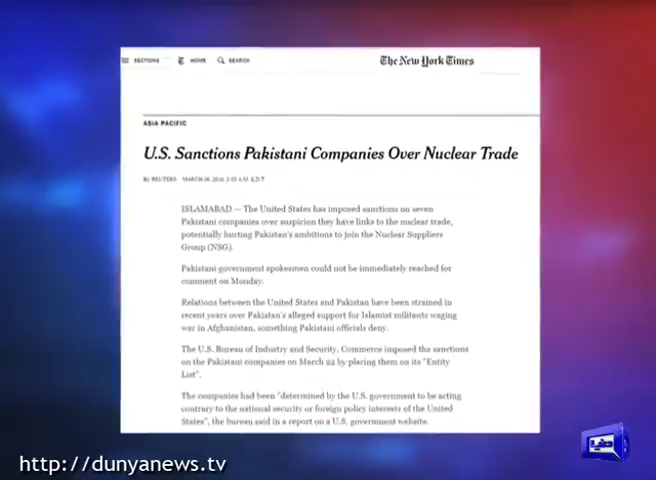 SECTIONS HOME SEARCH The New York Times
ASIA PACIFIC
U.S. Sanctions Pakistani Companies Over Nuclear Trade
By REUTERS MARCH 26, 2018, 2:03 A.M. E.D.T.
ISLAMABAD — The United States has imposed sanctions on seven
Pakistani companies over suspicion they have links to the nuclear trade,
potentially hurting Pakistan's ambitions to join the Nuclear Suppliers
Group (NSG).
Pakistani government spokesmen could not be immediately reached for
comment on Monday.
Relations between the United States and Pakistan have been strained in
recent years over Pakistan's alleged support for Islamist militants waging
war in Afghanistan, something Pakistani officials deny.
The U.S. Bureau of Industry and Security, Commerce imposed the sanctions
on the Pakistani companies on March 22 by placing them on its "Entity
List".
The companies had been "determined by the U.S. government to be acting
contrary to the national security or foreign policy interests of the United
States", the bureau said in a report on a U.S. government website.
دنیا
http://dunyanews.tv